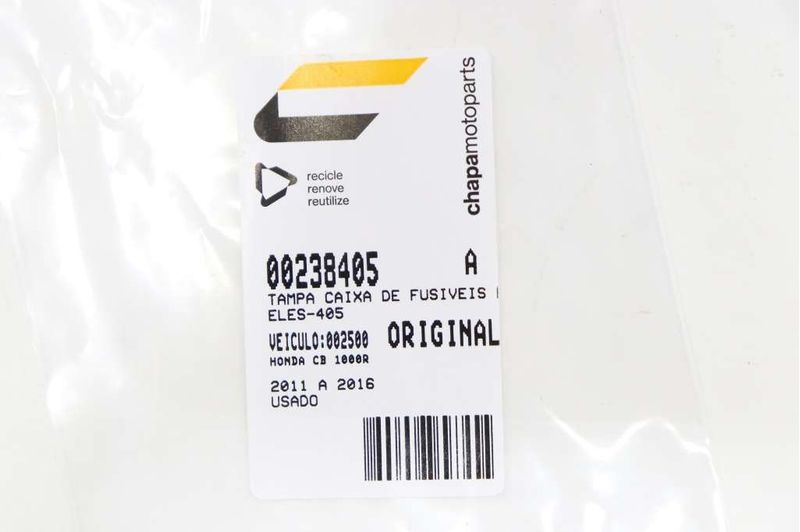 chapamotoparts
recicle
renove
reutilize
00238405 A
TAMPA CAIXA DE FUSIVEIS
ELES-405
VEICULO:002500 ORIGINAL
HONDA CB 1000R
2011 A 2016
USADO